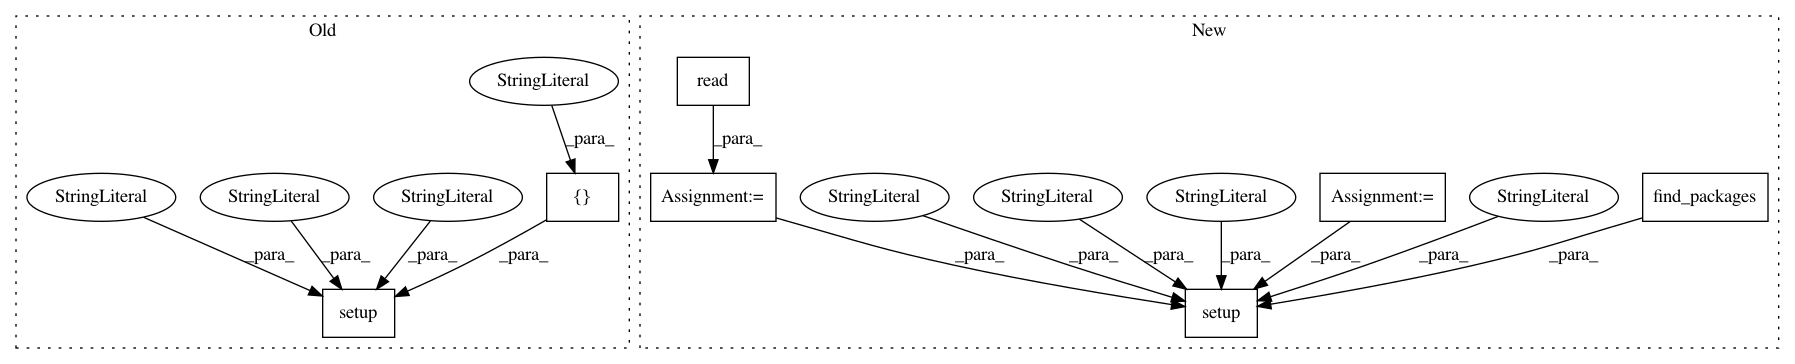 Old
New
StringLiteral
read
_para_
_para_
StringLiteral
StringLiteral
StringLiteral
{}
Assignment:=
StringLiteral
StringLiteral
StringLiteral
Assignment:=
StringLiteral
find_packages
_para_
_para_
_para_
_para_
_para_
_para_
_para_
_para_
_para_
_para_
_para_
setup
setup